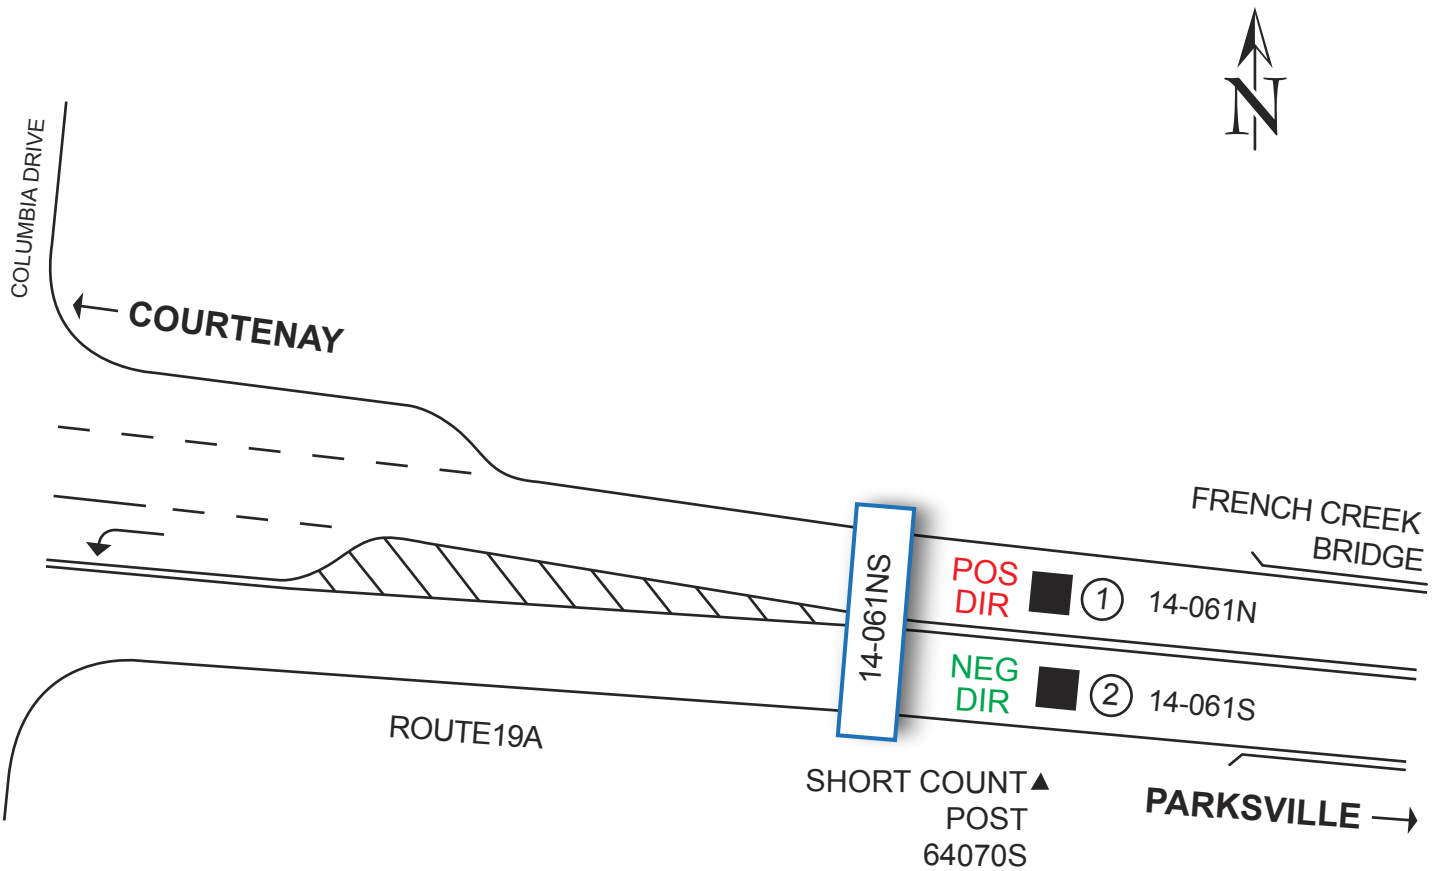 N
COLUMBIA DRIVE
COURTENAY
FRENCH CREEK
BRIDGE
14-061NS
POS
DIR
1
14-061N
NEG
DIR
2
14-061S
ROUTE19A
SHORT COUNT
POST
64070S
PARKSVILLE